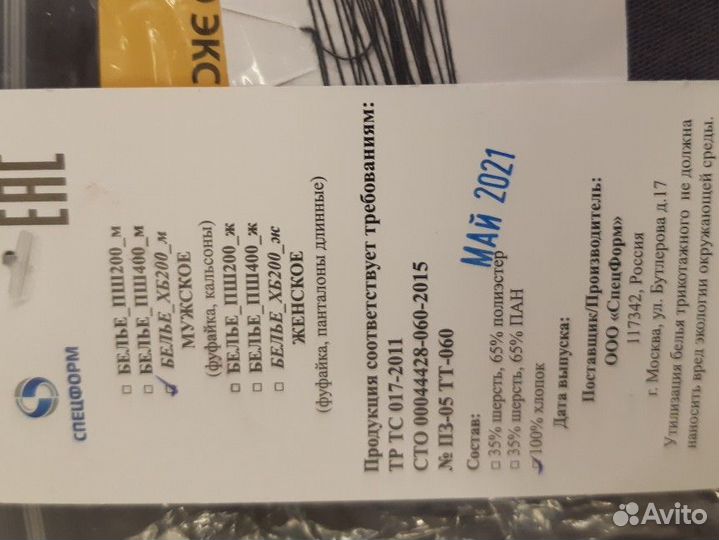 ЭКС
ЕАС
СПЕЦФОРМ
□ БЕЛЬЕ_ПШ200_м
□ БЕЛЬЕ_ПШ400_м
□ БЕЛЬЕ_ХБ200_м
МУЖСКОЕ
(фуфайка, кальсоны)
□ БЕЛЬЕ_ПШ200_ж
□ БЕЛЬЕ_ПШ400_ж
□ БЕЛЬЕ_ХБ200_ж
ЖЕНСКОЕ
(фуфайка, панталоны длинные)
Продукция соответствует требованиям:
ТР ТС 017-2011
СТО 00044428-060-2015
№ ПЗ-05 ТТ-060
Состав:
□ 35% шерсть, 65% полиэстер
□ 35% шерсть, 65% ПАН
□ 100% хлопок
Дата выпуска:
МАЙ 2021
Поставщик/Производитель:
ООО «СпецФорм»
117342, Россия
г. Москва, ул. Бутлерова д.17
Утилизация белья трикотажного не должна
наносить вред экологии окружающей среды.
Avito